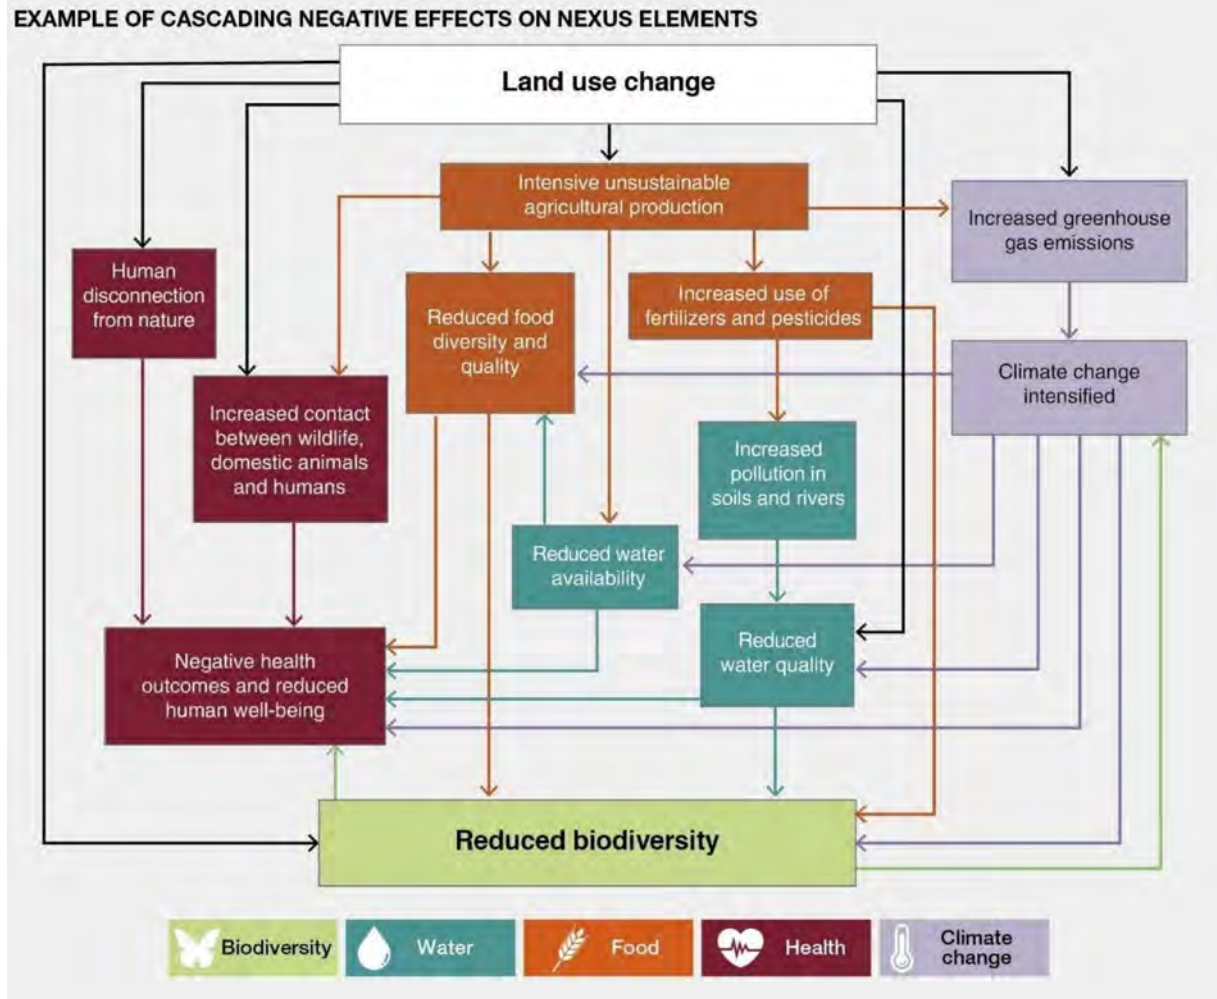 EXAMPLE OF CASCADING NEGATIVE EFFECTS ON NEXUS ELEMENTS
Land use change
Intensive unsustainable
agricultural production
Increased greenhouse
gas emissions
Human
disconnection
from nature
Reduced food
diversity and
quality
Increased use of
fertilizers and pesticides
Climate change
intensified
Increased contact
between wildlife,
domestic animals
and humans
Increased
pollution in
soils and rivers
Reduced water
availability
Reduced
water quality
Negative health
outcomes and reduced
human well-being
Reduced biodiversity
Biodiversity
Water
Food
Health
Climate
change